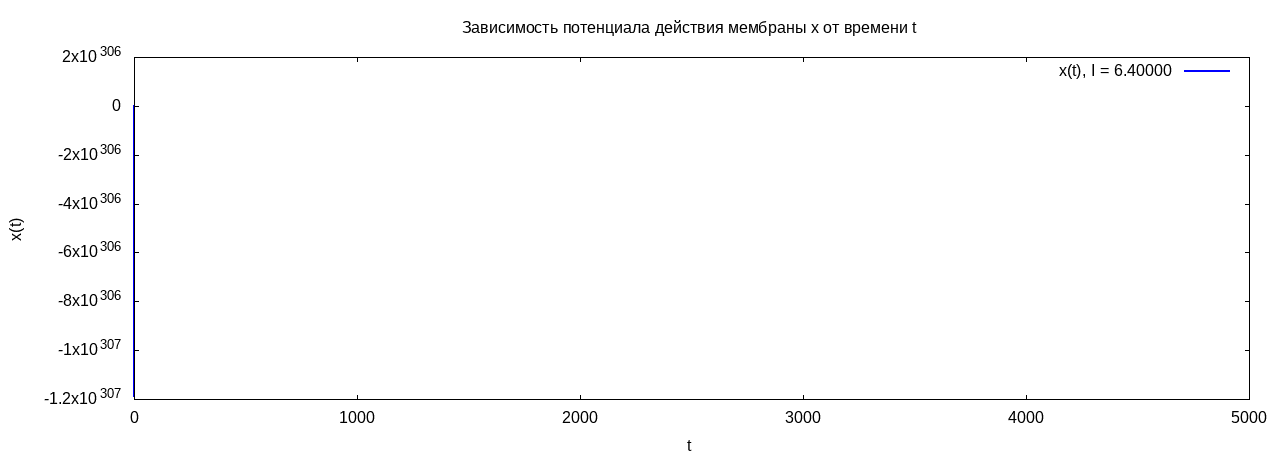 Зависимость потенциала действия мембраны x от времени t
x(t), I = 6.40000
2x10^306
0
-2x10^306
-4x10^306
-6x10^306
-8x10^306
-1x10^307
-1.2x10^307
x(t)
0 1000 2000 3000 4000 5000
t